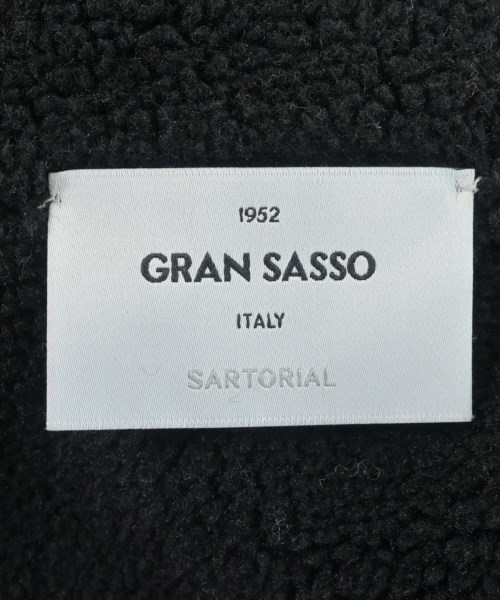 1952
GRAN SASSO
ITALY
SARTORIAL